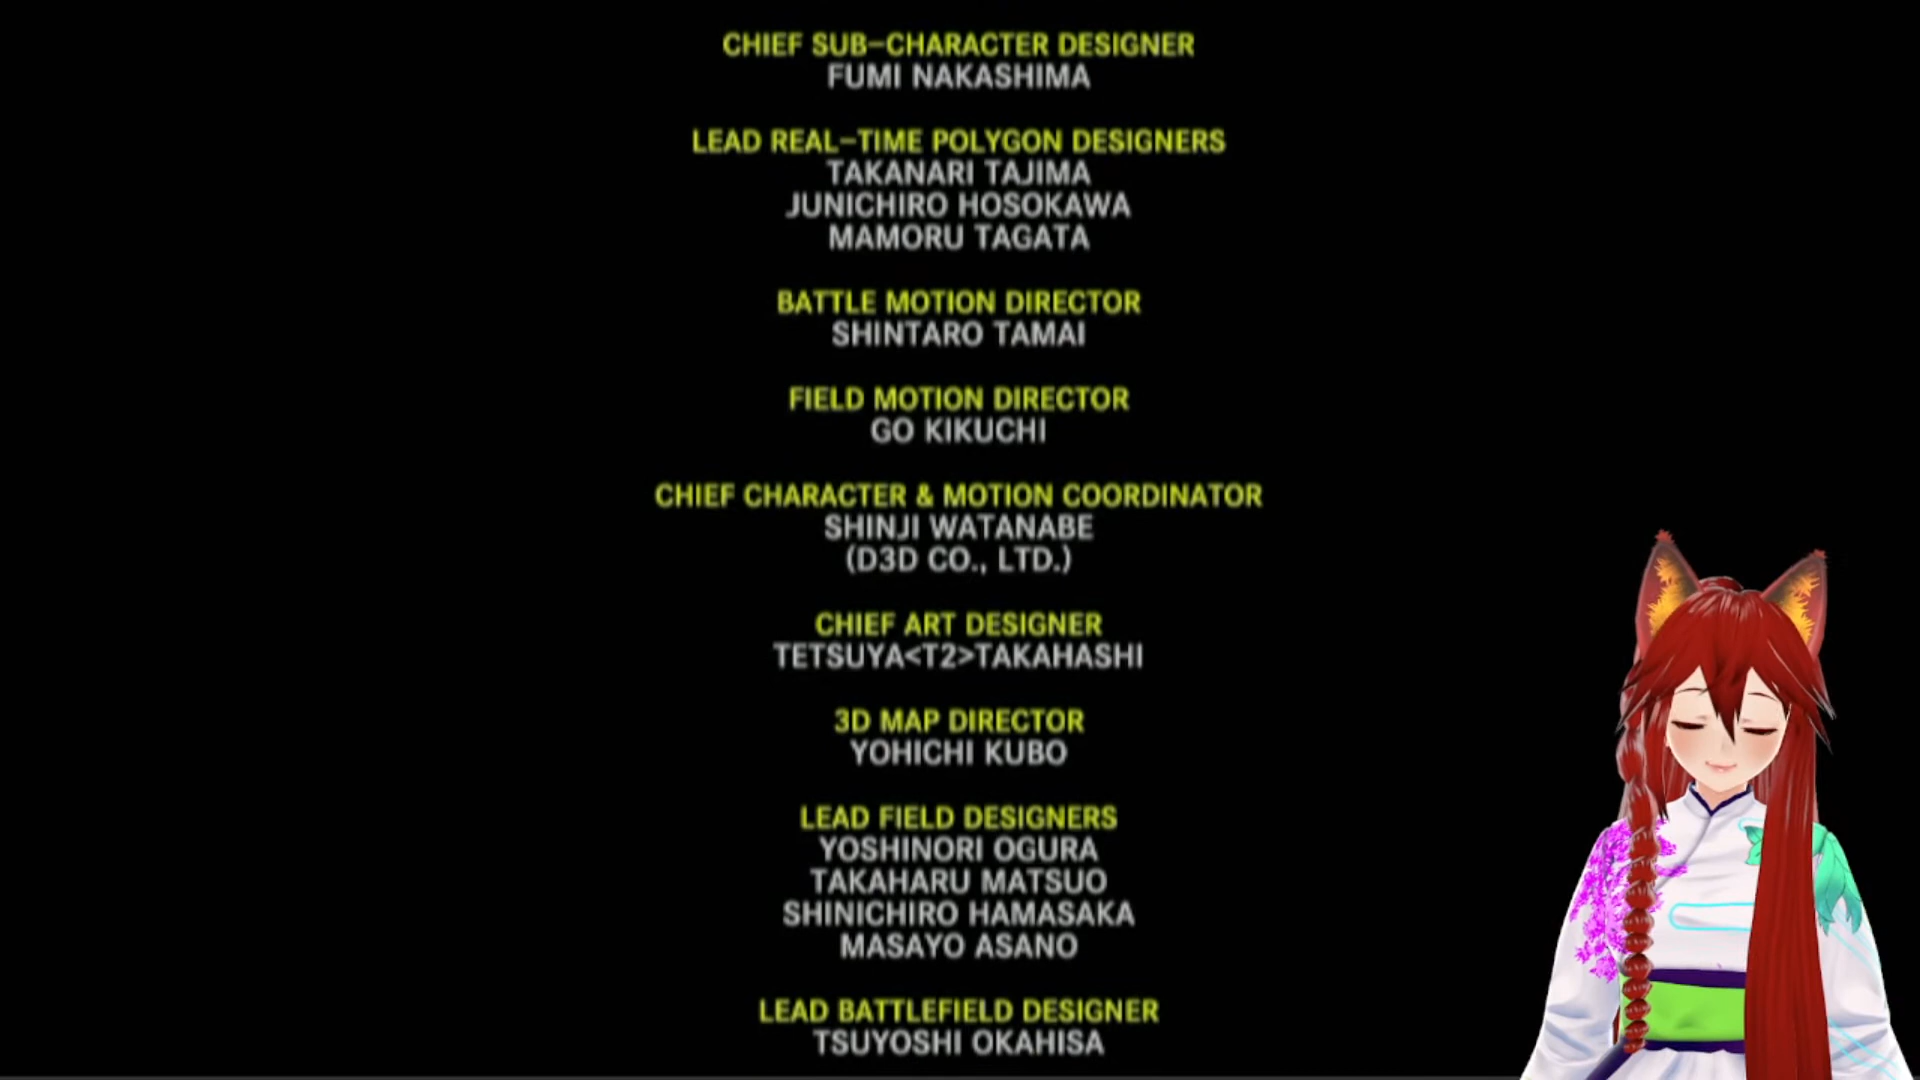 CHIEF SUB-CHARACTER DESIGNER
FUMI NAKASHIMA
LEAD REAL-TIME POLYGON DESIGNERS
TAKANARI TAJIMA
JUNICHIRO HOSOKAWA
MAMORU TAGATA
BATTLE MOTION DIRECTOR
SHINTARO TAMAI
FIELD MOTION DIRECTOR
GO KIKUCHI
CHIEF CHARACTER & MOTION COORDINATOR
SHINJI WATANABE
(D3D CO., LTD.)
CHIEF ART DESIGNER
TETSUYA<T2>TAKAHASHI
3D MAP DIRECTOR
YOHICHI KUBO
LEAD FIELD DESIGNERS
YOSHINORI OGURA
TAKAHARU MATSUO
SHINICHIRO HAMASAKA
MASAYO ASANO
LEAD BATTLEFIELD DESIGNER
TSUYOSHI OKAHISA